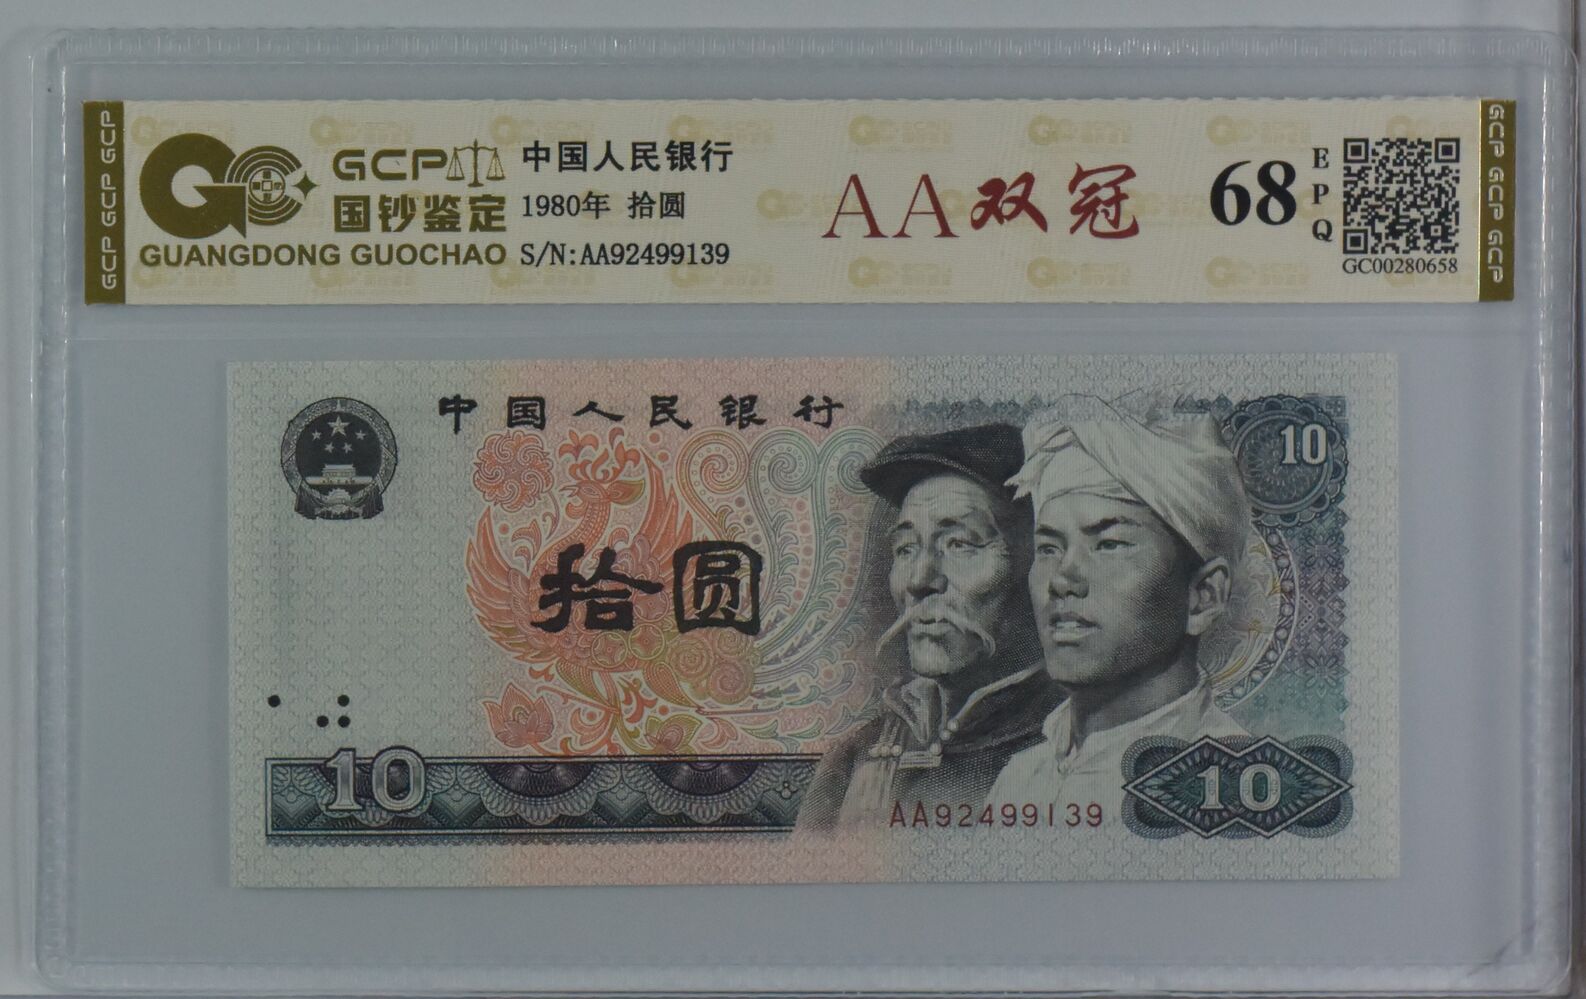 GCP GCP GCP
GCP
国钞鉴定
GUANGDONG GUOCHAO
中国人民银行
1980年 拾圆
S/N:AA92499139
AA双冠
68
EPQ
GC00280658
GCP GCP GCP
中国人民银行
10
拾圆
10
AA92499139
10